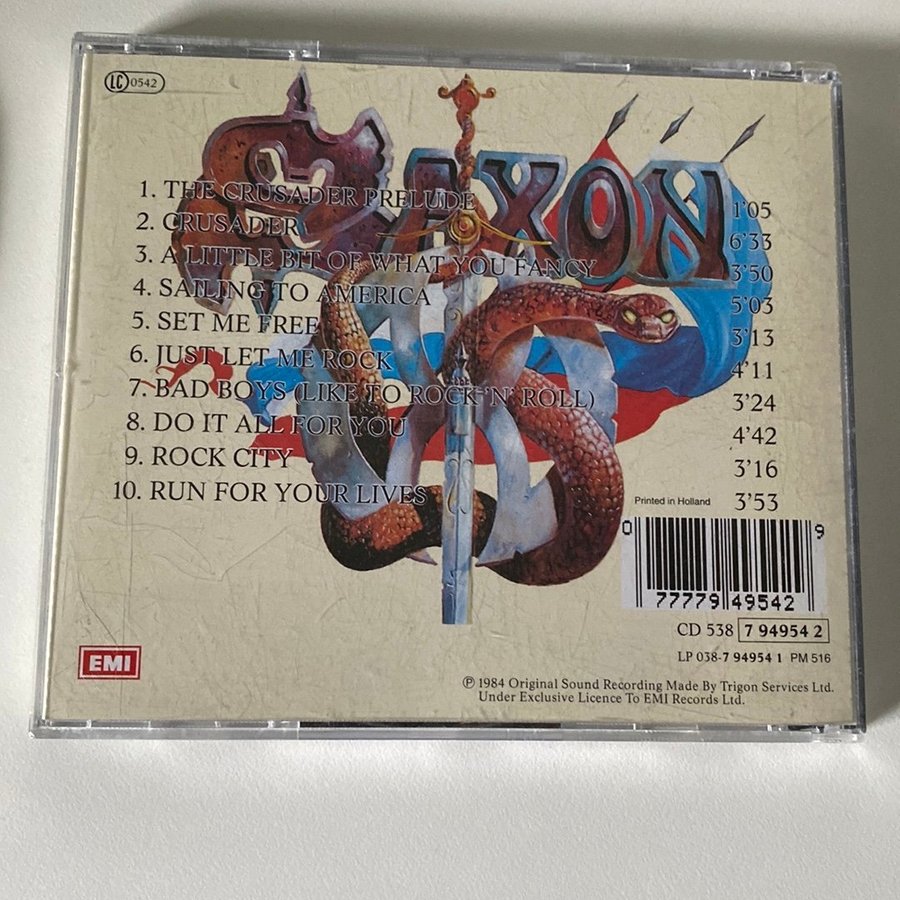 LC 0542
SAXON
1. THE CRUSADER PRELUDE 1'05
2. CRUSADER 6'33
3. A LITTLE BIT OF WHAT YOU FANCY 3'50
4. SAILING TO AMERICA 5'03
5. SET ME FREE 3'13
6. JUST LET ME ROCK 4'11
7. BAD BOYS (LIKE TO ROCK 'N' ROLL) 3'24
8. DO IT ALL FOR YOU 4'42
9. ROCK CITY 3'16
10. RUN FOR YOUR LIVES 3'53
Printed in Holland
0 77779 49542 9
CD 538 7 94954 2
LP 038-7 94954 1 PM 516
EMI
℗ 1984 Original Sound Recording Made By Trigon Services Ltd.
Under Exclusive Licence To EMI Records Ltd.